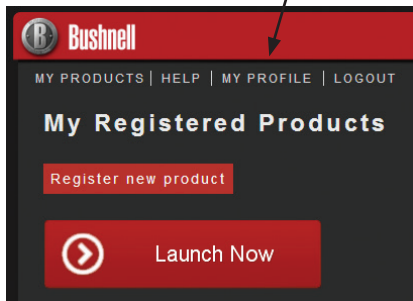 B Bushnell
MY PRODUCTS | HELP | MY PROFILE | LOGOUT
My Registered Products
Register new product
Launch Now